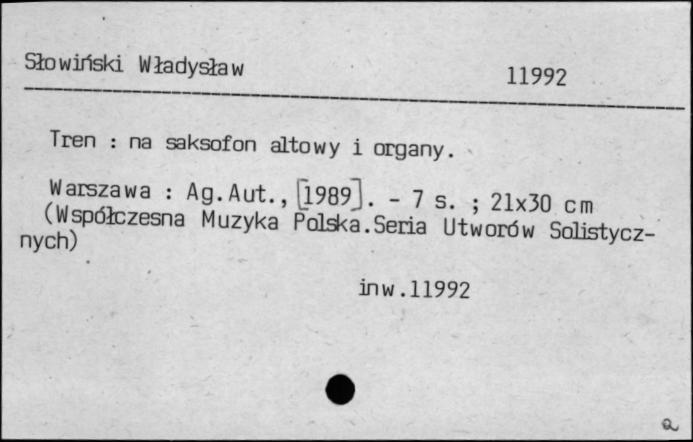 Słowiński Władysław 11992
Tren : na saksofon altowy i organy.
Warszawa : Ag.Aut., [1989]. - 7 s. ; 21x30 cm
(Współczesna Muzyka Polska.Seria Utworów Solistycz-
nych)
inw.11992
a